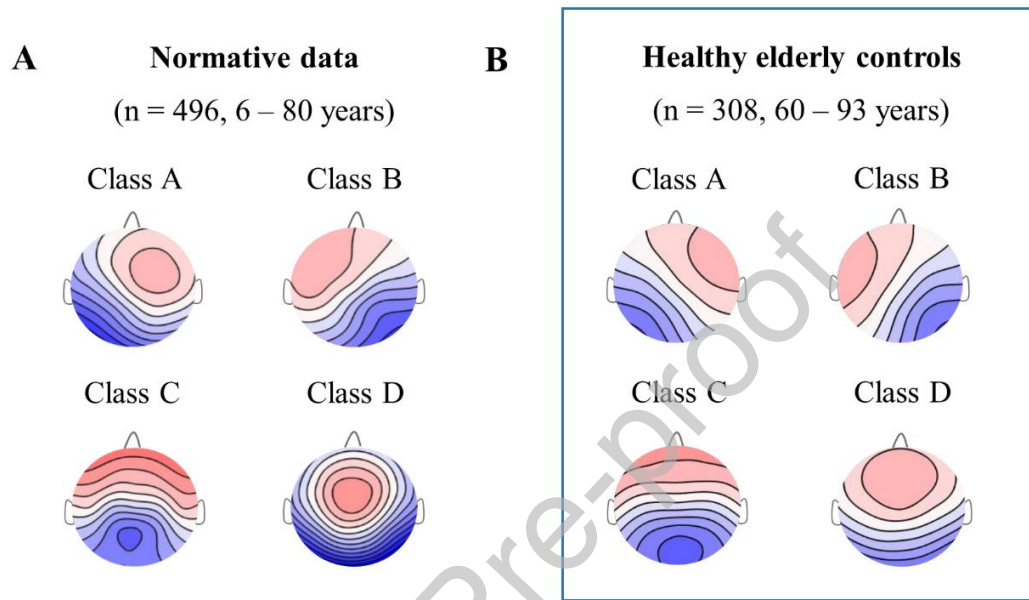 A
Normative data
(n = 496, 6 – 80 years)
Class A
Class B
Class C
Class D
B
Healthy elderly controls
(n = 308, 60 – 93 years)
Class A
Class B
Class C
Class D
Pre-proof